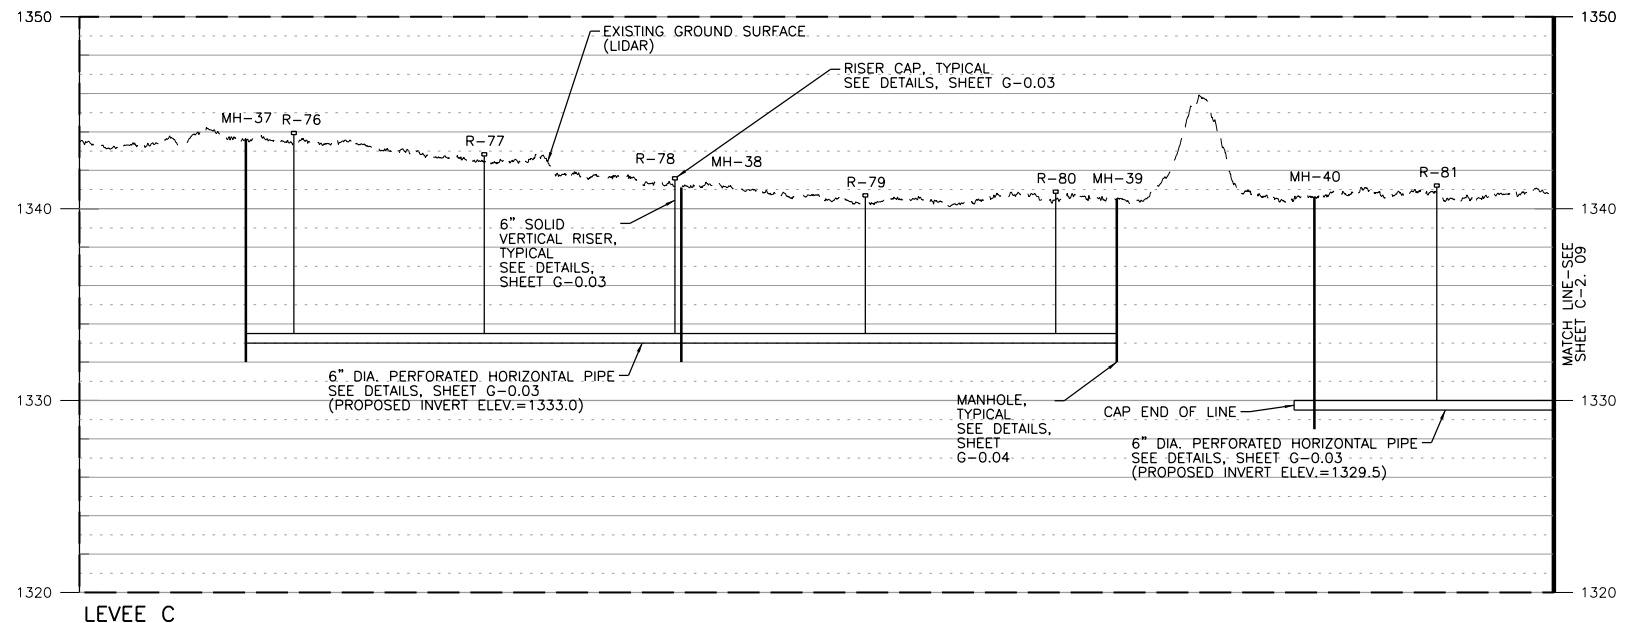 1350
1350
EXISTING GROUND SURFACE
(LIDAR)
RISER CAP, TYPICAL
SEE DETAILS, SHEET G-0.03
MH-37
R-76
R-77
R-78
MH-38
R-79
R-80
MH-39
MH-40
R-81
1340
1340
6" SOLID
VERTICAL RISER,
TYPICAL
SEE DETAILS,
SHEET G-0.03
MATCH LINE-SEE
SHEET C-2. 09
6" DIA. PERFORATED HORIZONTAL PIPE
SEE DETAILS, SHEET G-0.03
(PROPOSED INVERT ELEV.=1333.0)
1330
1330
MANHOLE,
TYPICAL
SEE DETAILS,
SHEET
G-0.04
CAP END OF LINE
6" DIA. PERFORATED HORIZONTAL PIPE
SEE DETAILS, SHEET G-0.03
(PROPOSED INVERT ELEV.=1329.5)
1320
1320
LEVEE C